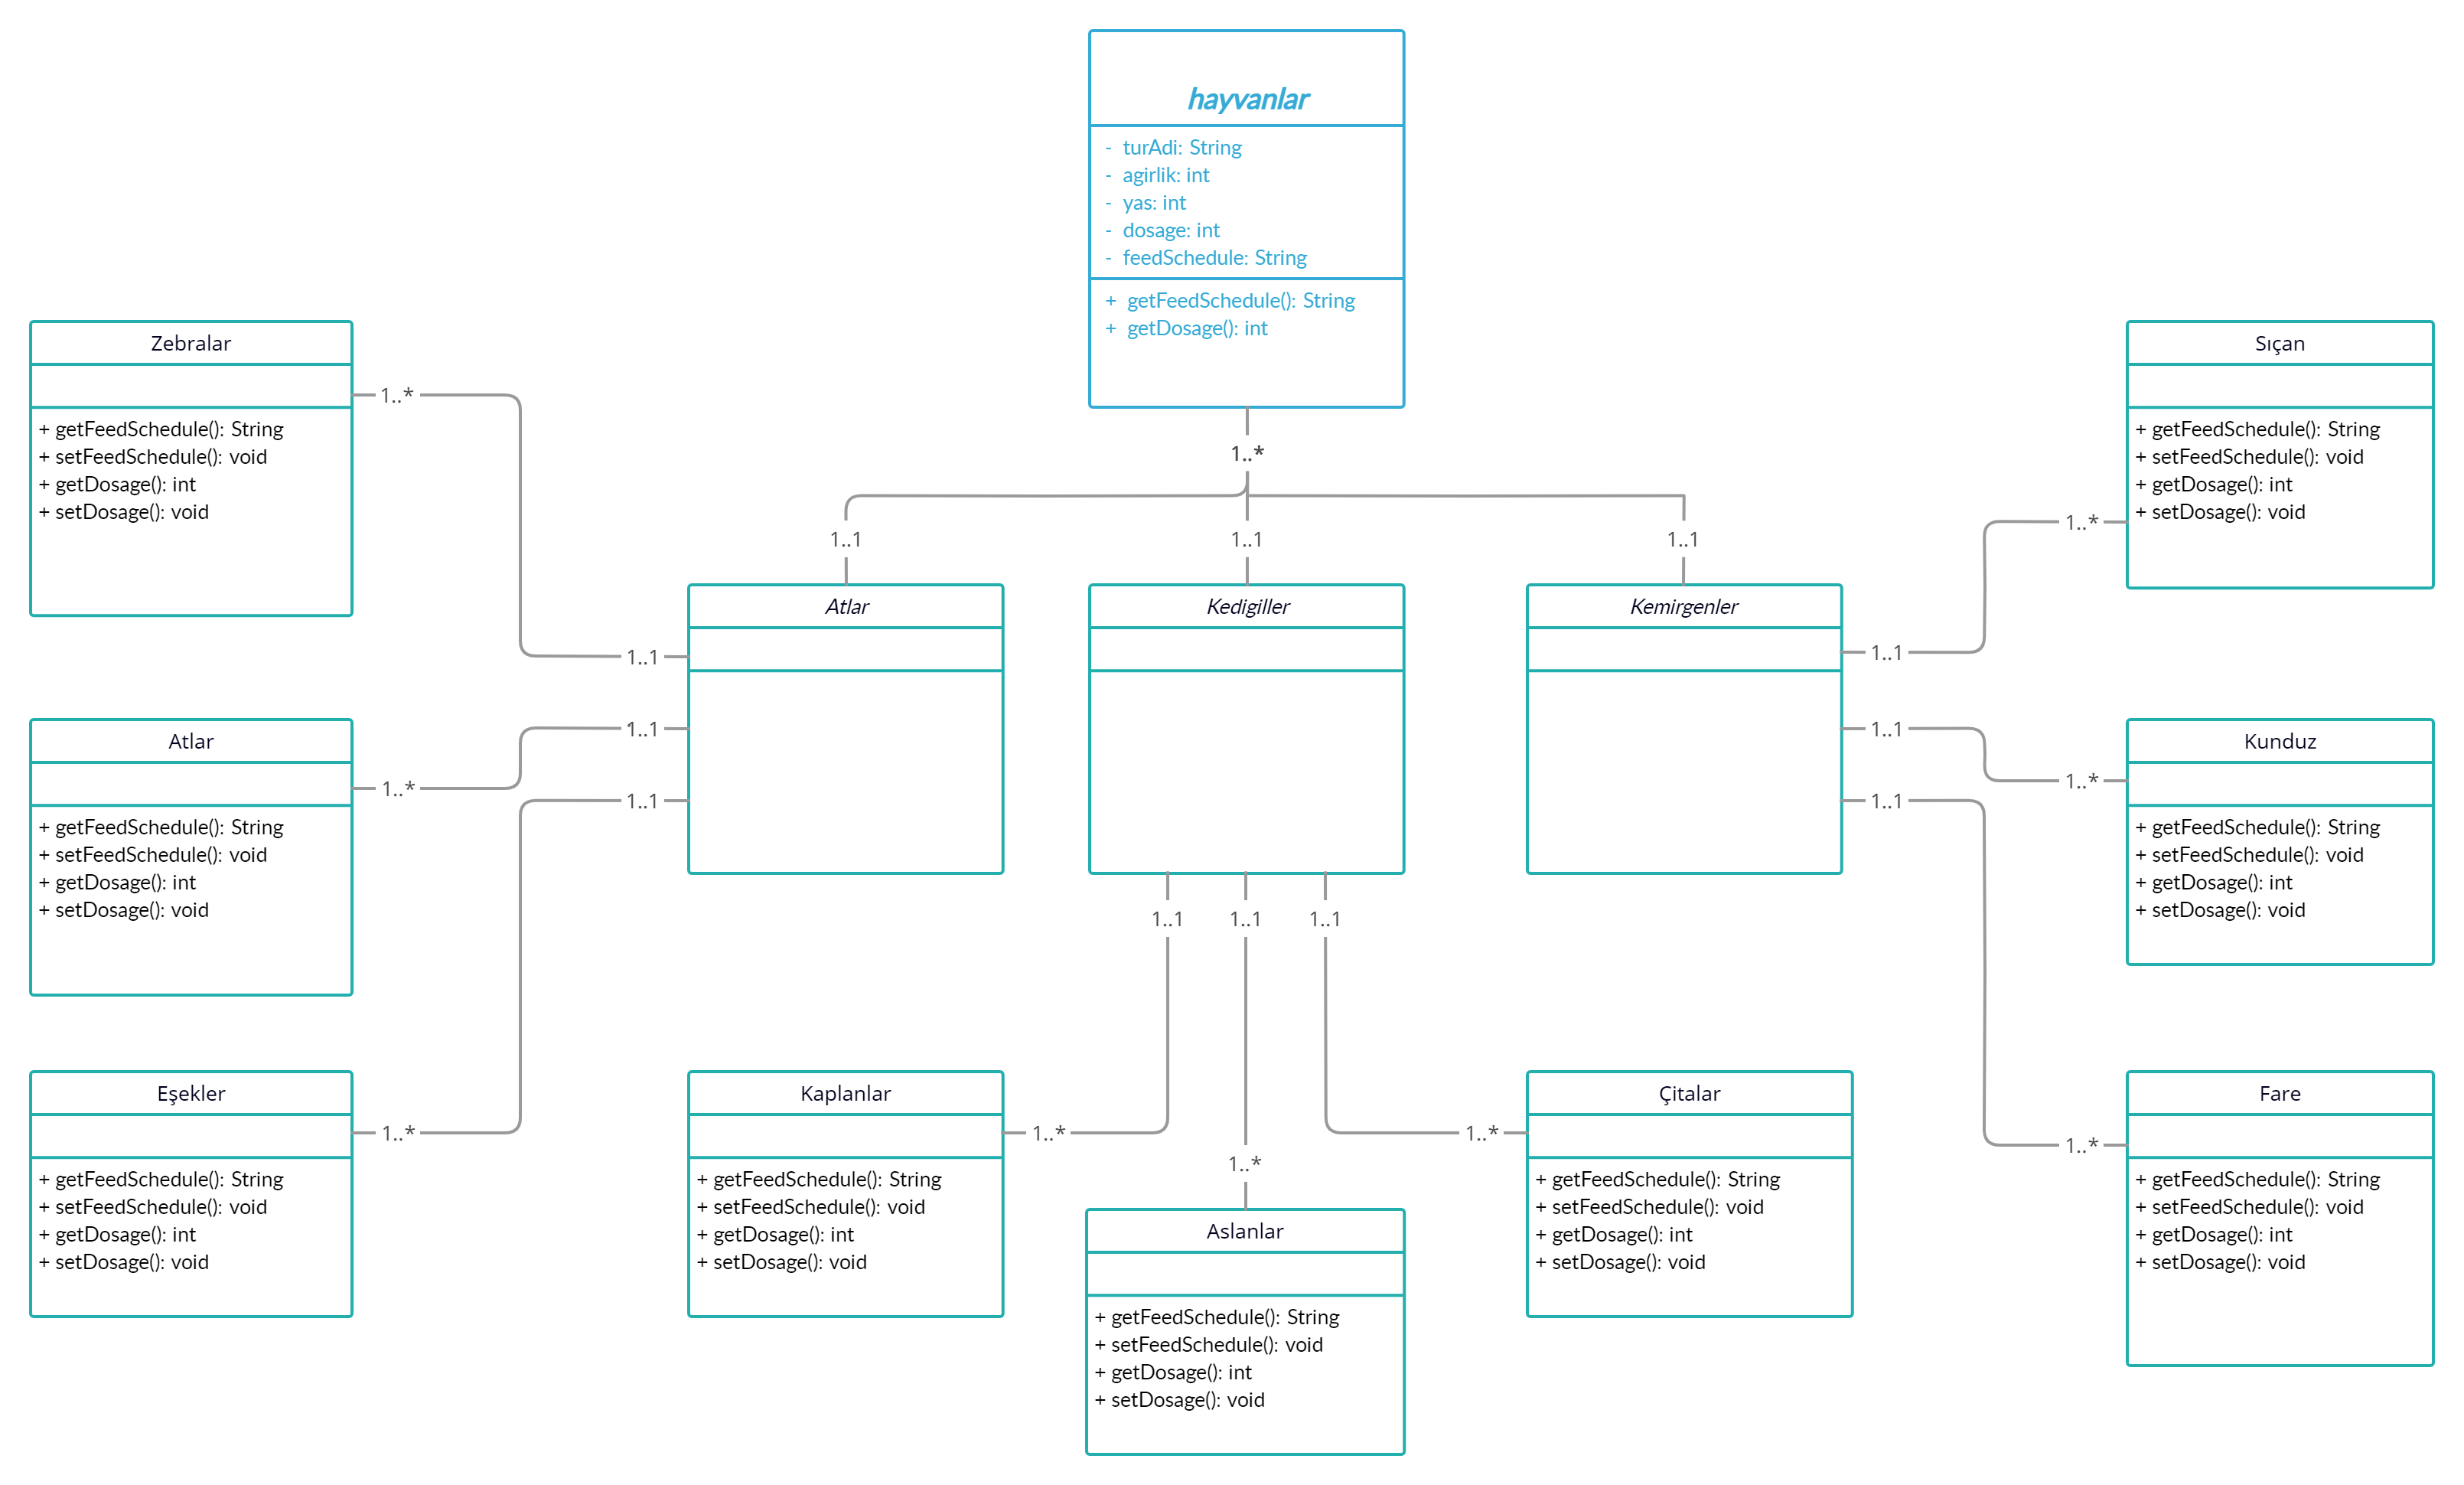 hayvanlar
- turAdi: String
- agirlik: int
- yas: int
- dosage: int
- feedSchedule: String
+ getFeedSchedule(): String
+ getDosage(): int
1..*
1..1
1..1
1..1
Zebralar
+ getFeedSchedule(): String
+ setFeedSchedule(): void
+ getDosage(): int
+ setDosage(): void
1..*
1..1
Atlar
+ getFeedSchedule(): String
+ setFeedSchedule(): void
+ getDosage(): int
+ setDosage(): void
1..*
1..1
Eşekler
+ getFeedSchedule(): String
+ setFeedSchedule(): void
+ getDosage(): int
+ setDosage(): void
1..*
1..1
Atlar
Kedigiller
Kemirgenler
1..1
1..1
1..1
Kaplanlar
+ getFeedSchedule(): String
+ setFeedSchedule(): void
+ getDosage(): int
+ setDosage(): void
1..*
1..*
Aslanlar
+ getFeedSchedule(): String
+ setFeedSchedule(): void
+ getDosage(): int
+ setDosage(): void
1..*
Çitalar
+ getFeedSchedule(): String
+ setFeedSchedule(): void
+ getDosage(): int
+ setDosage(): void
1..1
1..*
Sıçan
+ getFeedSchedule(): String
+ setFeedSchedule(): void
+ getDosage(): int
+ setDosage(): void
1..1
1..*
Kunduz
+ getFeedSchedule(): String
+ setFeedSchedule(): void
+ getDosage(): int
+ setDosage(): void
1..1
1..*
Fare
+ getFeedSchedule(): String
+ setFeedSchedule(): void
+ getDosage(): int
+ setDosage(): void